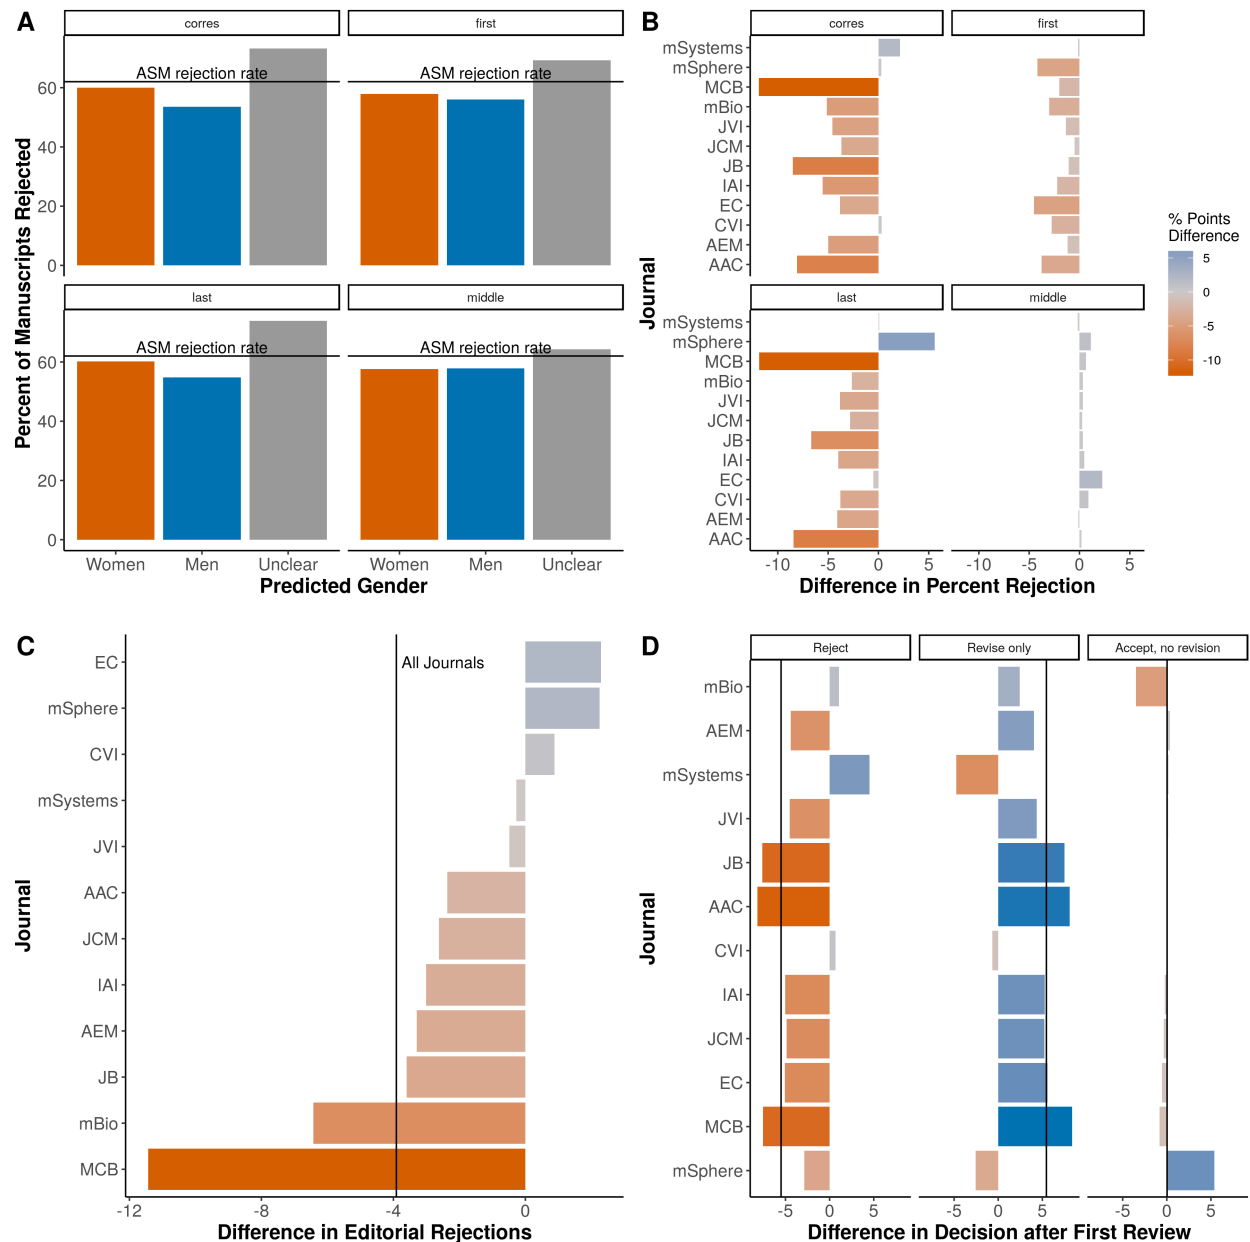 A
corres
first
ASM rejection rate
ASM rejection rate
60
40
20
0
last
middle
ASM rejection rate
ASM rejection rate
60
40
20
0
Women
Men
Unclear
Women
Men
Unclear
Percent of Manuscripts Rejected
Predicted Gender
B
corres
first
mSystems
mSphere
MCB
mBio
JVI
JCM
JB
IAI
EC
CVI
AEM
AAC
last
middle
mSystems
mSphere
MCB
mBio
JVI
JCM
JB
IAI
EC
CVI
AEM
AAC
-10
-5
0
5
-10
-5
0
5
Journal
Difference in Percent Rejection
% Points
Difference
5
0
-5
-10
C
EC
mSphere
CVI
mSystems
JVI
AAC
JCM
IAI
AEM
JB
mBio
MCB
All Journals
-12
-8
-4
0
Journal
Difference in Editorial Rejections
D
Reject
Revise only
Accept, no revision
mBio
AEM
mSystems
JVI
JB
AAC
CVI
IAI
JCM
EC
MCB
mSphere
-5
0
5
-5
0
5
-5
0
5
Journal
Difference in Decision after First Review